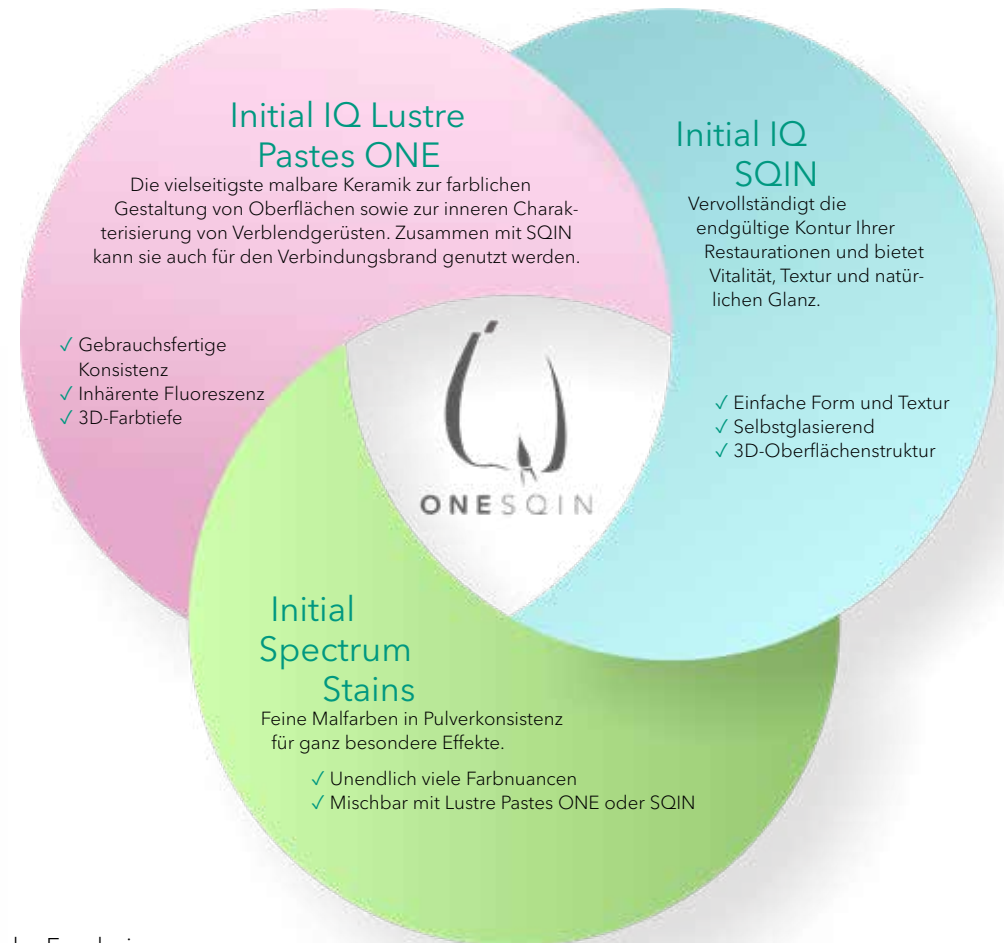 Initial IQ Lustre
Pastes ONE
Die vielseitigste malbare Keramik zur farblichen
Gestaltung von Oberflächen sowie zur inneren Charak-
terisierung von Verblendgerüsten. Zusammen mit SQIN
kann sie auch für den Verbindungsbrand genutzt werden.
✓ Gebrauchsfertige
Konsistenz
✓ Inhärente Fluoreszenz
✓ 3D-Farbtiefe
Initial IQ
SQIN
Vervollständigt die
endgültige Kontur Ihrer
Restaurationen und bietet
Vitalität, Textur und natür-
lichen Glanz.
✓ Einfache Form und Textur
✓ Selbstglasierend
✓ 3D-Oberflächenstruktur
ONESQIN
Initial
Spectrum
Stains
Feine Malfarben in Pulverkonsistenz
für ganz besondere Effekte.
✓ Unendlich viele Farbnuancen
✓ Mischbar mit Lustre Pastes ONE oder SQIN